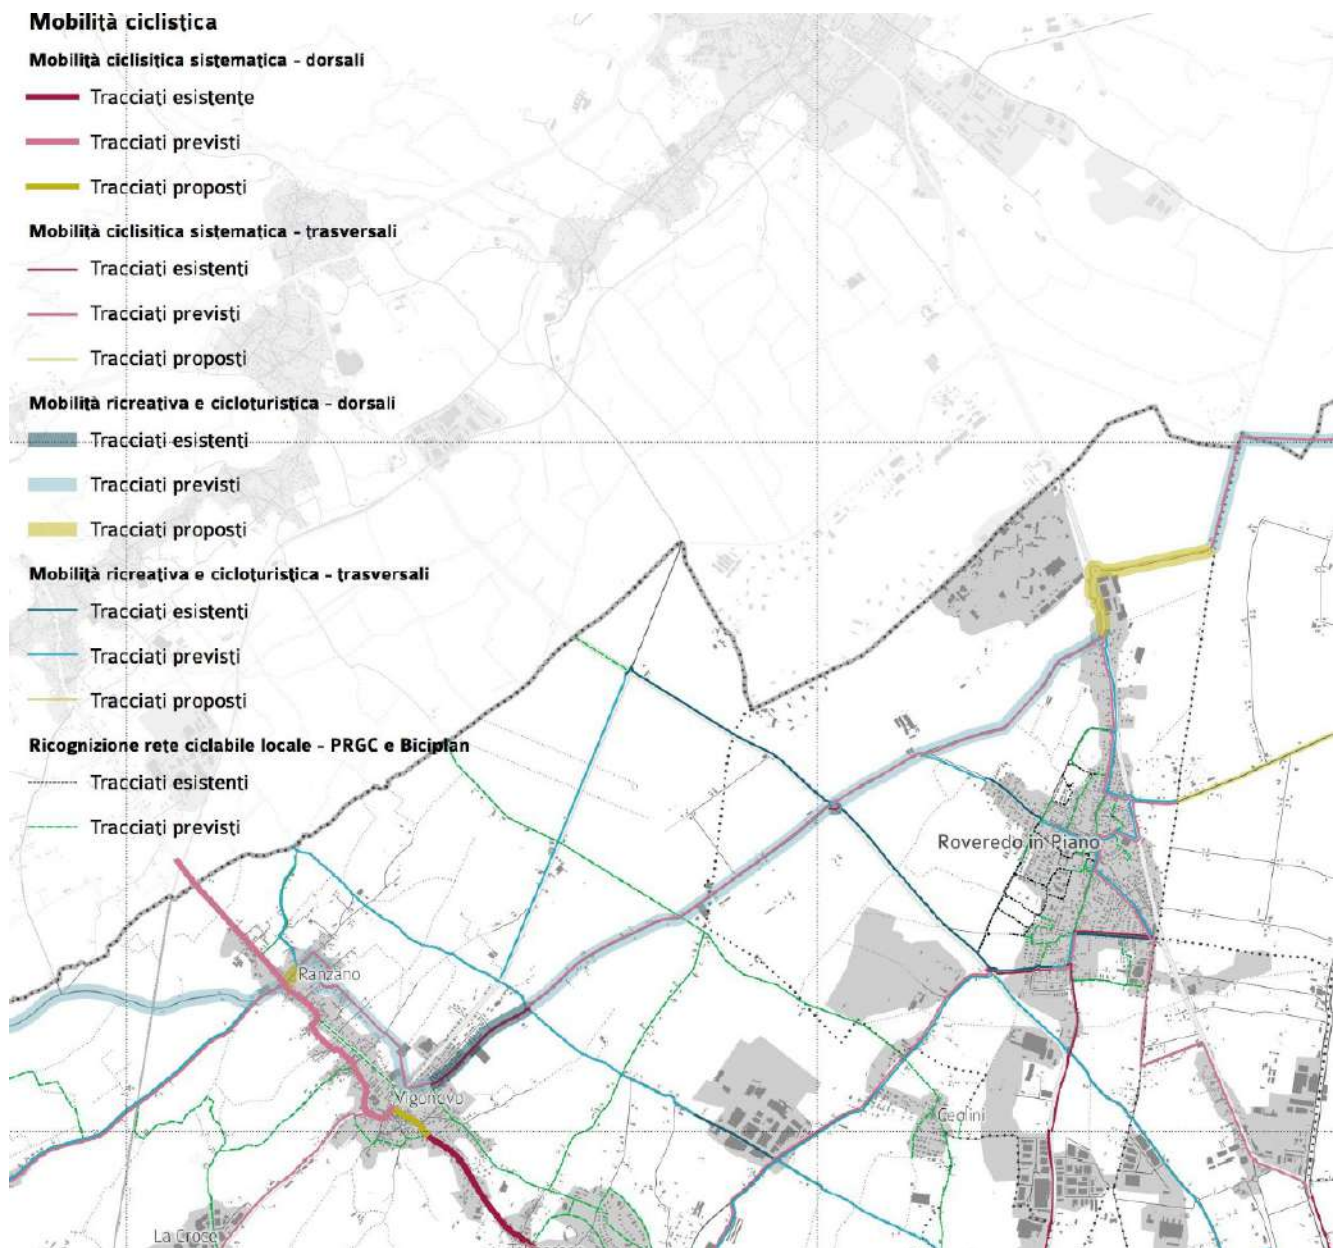 Mobilità ciclistica
Mobilità ciclisitica sistematica - dorsali
Tracciati esistente
Tracciati previsti
Tracciati proposti
Mobilità ciclisitica sistematica - trasversali
Tracciati esistenti
Tracciati previsti
Tracciati proposti
Mobilità ricreativa e cicloturistica - dorsali
Tracciati esistenti
Tracciati previsti
Tracciati proposti
Mobilità ricreativa e cicloturistica - trasversali
Tracciati esistenti
Tracciati previsti
Tracciati proposti
Ricognizione rete ciclabile locale - PRGC e Biciplan
Tracciati esistenti
Tracciati previsti
Roveredo in Piano
Ranzano
Vigonovo
Ceolini
La Croce